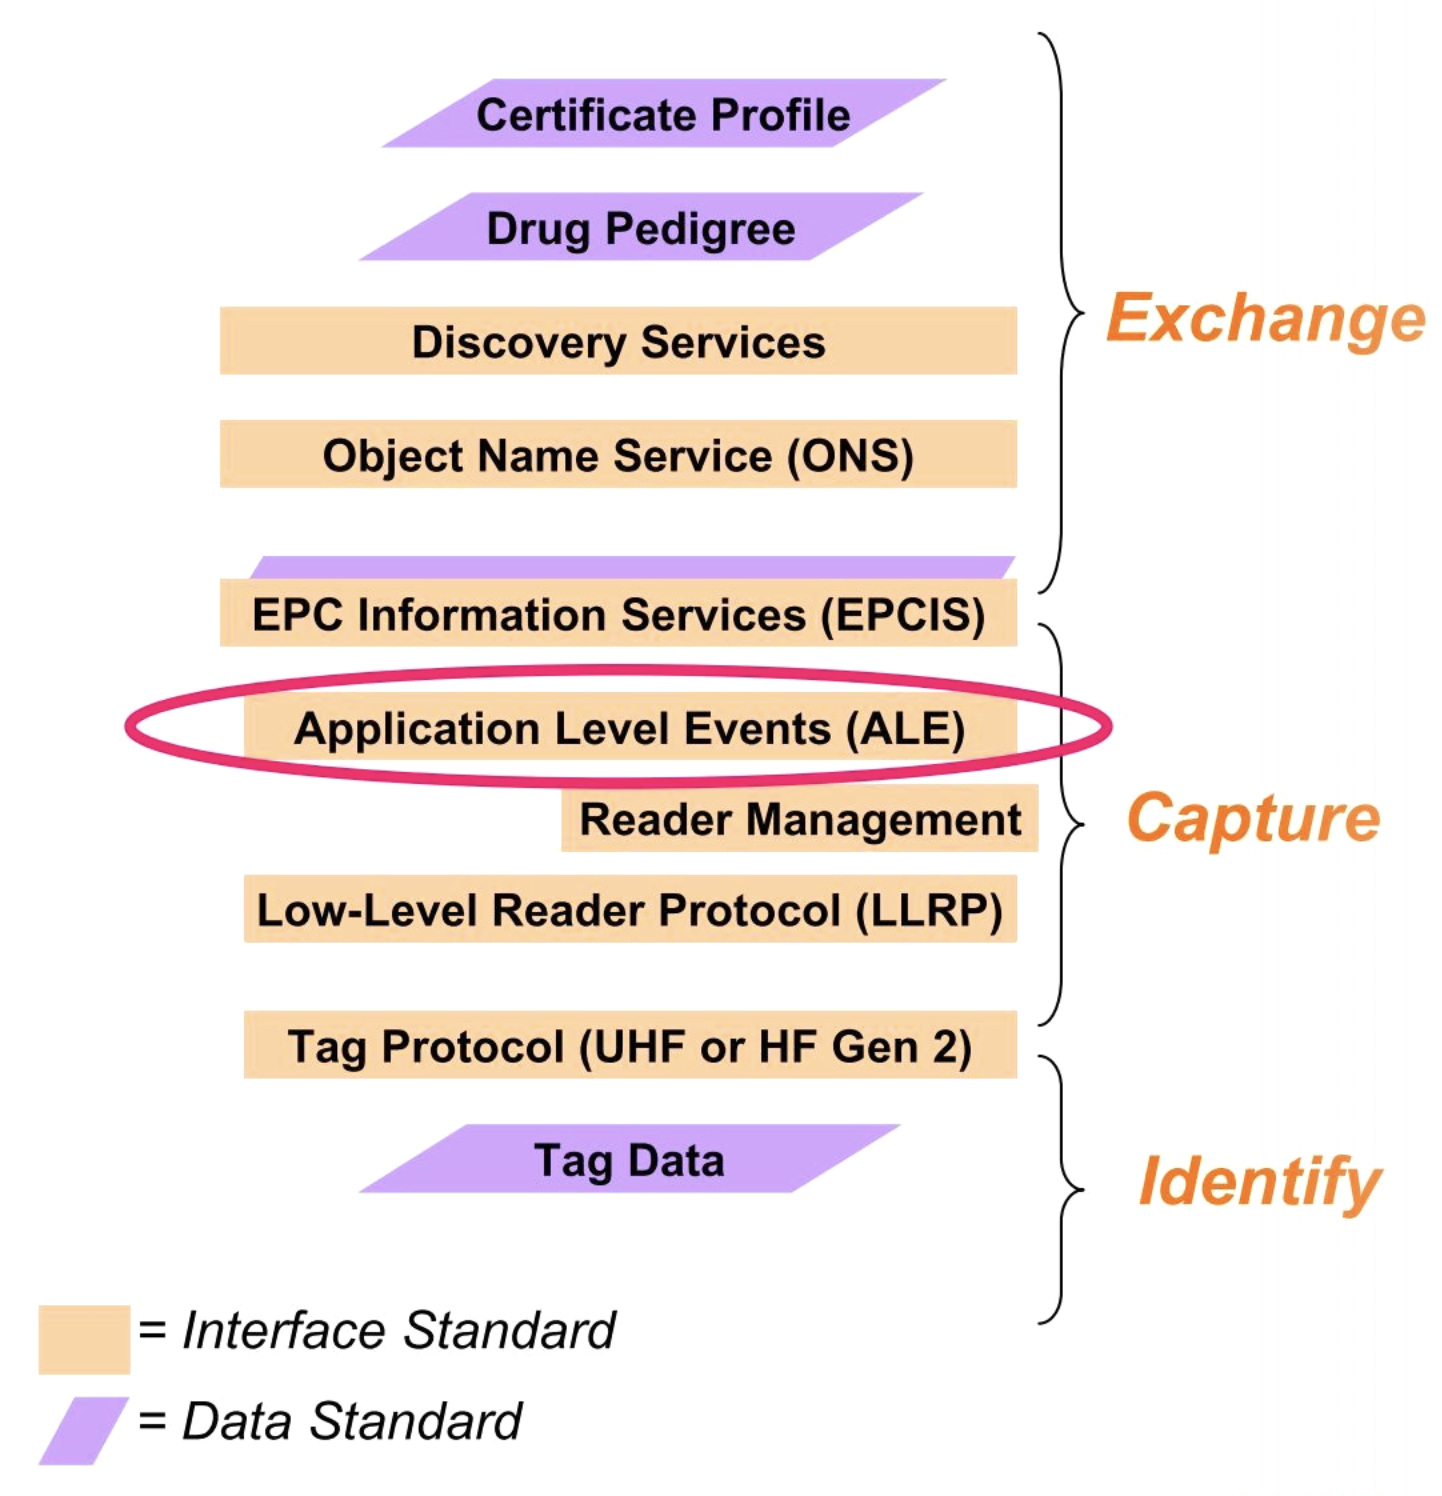 Certificate Profile
Drug Pedigree
Discovery Services
Exchange
Object Name Service (ONS)
EPC Information Services (EPCIS)
Application Level Events (ALE)
Reader Management
Capture
Low-Level Reader Protocol (LLRP)
Tag Protocol (UHF or HF Gen 2)
Tag Data
Identify
= Interface Standard
= Data Standard